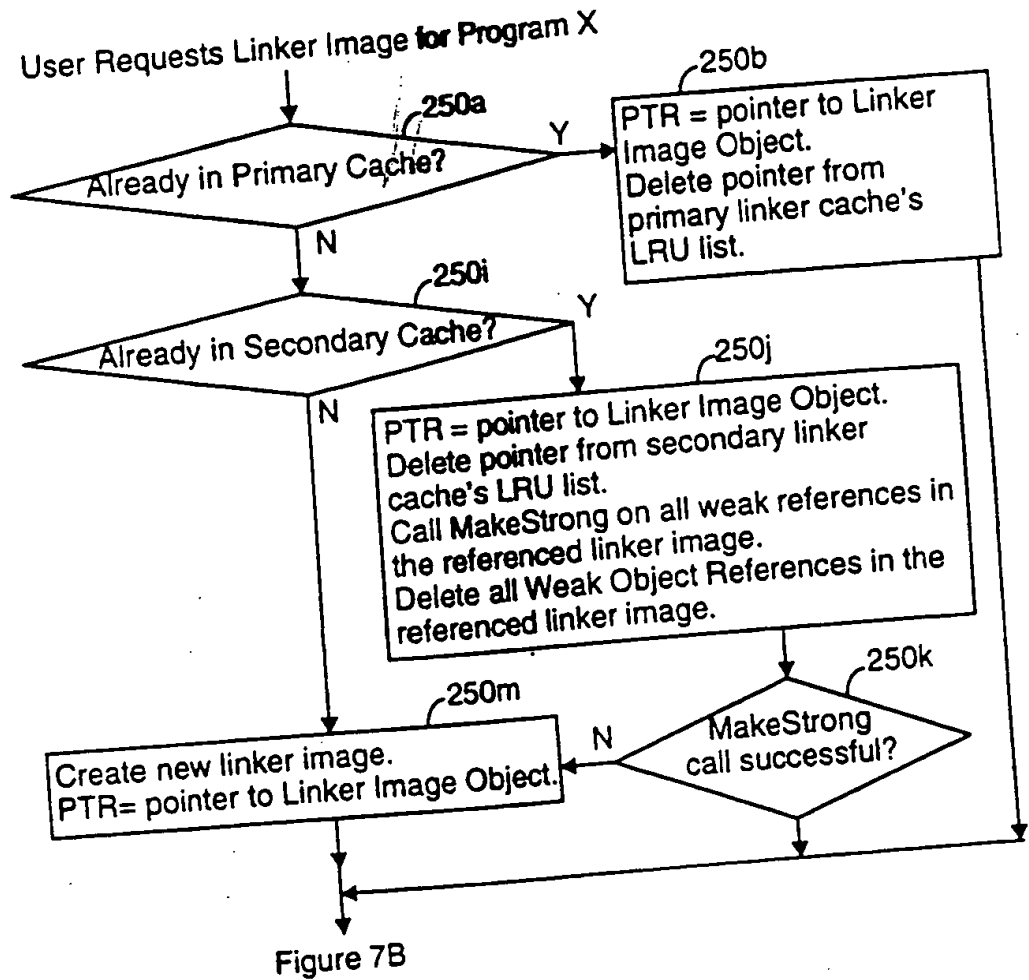 User Requests Linker Image for Program X
250a
Already in Primary Cache?
Y
N
250b
PTR = pointer to Linker
Image Object.
Delete pointer from
primary linker cache's
LRU list.
250i
Already in Secondary Cache?
Y
N
250j
PTR = pointer to Linker Image Object.
Delete pointer from secondary linker
cache's LRU list.
Call MakeStrong on all weak references in
the referenced linker image.
Delete all Weak Object References in the
referenced linker image.
250k
MakeStrong
call successful?
N
250m
Create new linker image.
PTR= pointer to Linker Image Object.
Figure 7B